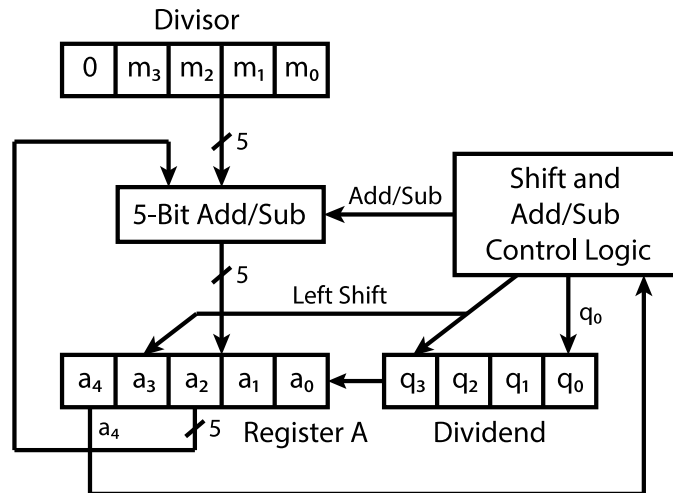 Divisor
0 m₃ m₂ m₁ m₀
5
5-Bit Add/Sub
Add/Sub
Shift and
Add/Sub
Control Logic
5
Left Shift
q₀
a₄ a₃ a₂ a₁ a₀
q₃ q₂ q₁ q₀
a₄
5
Register A
Dividend